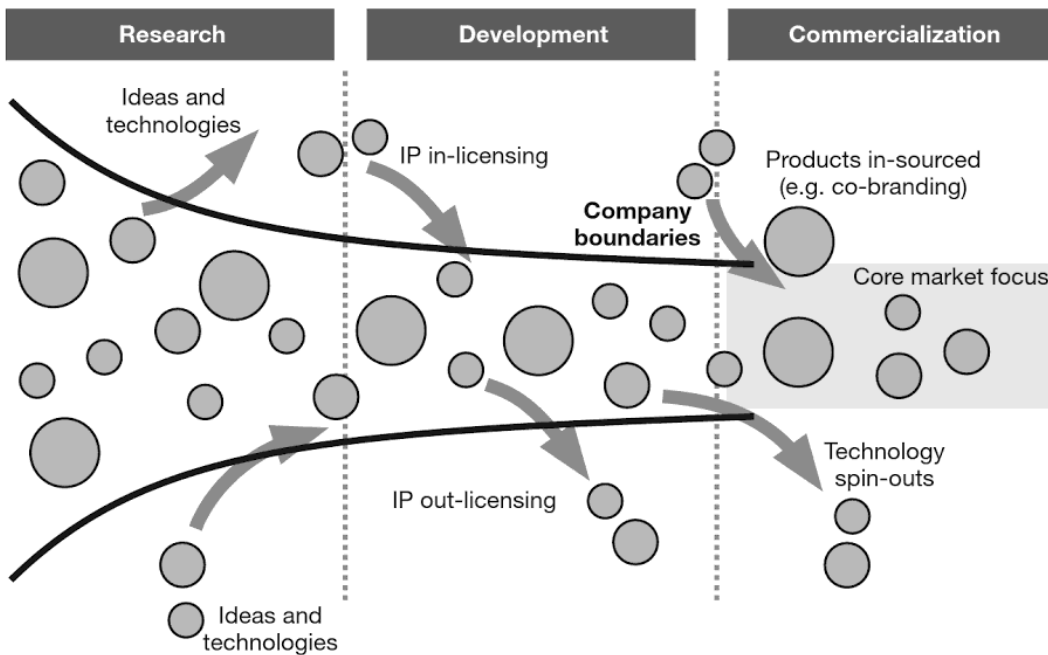 Research
Development
Commercialization
Ideas and
technologies
IP in-licensing
Products in-sourced
(e.g. co-branding)
Company
boundaries
Core market focus
Technology
spin-outs
IP out-licensing
Ideas and
technologies